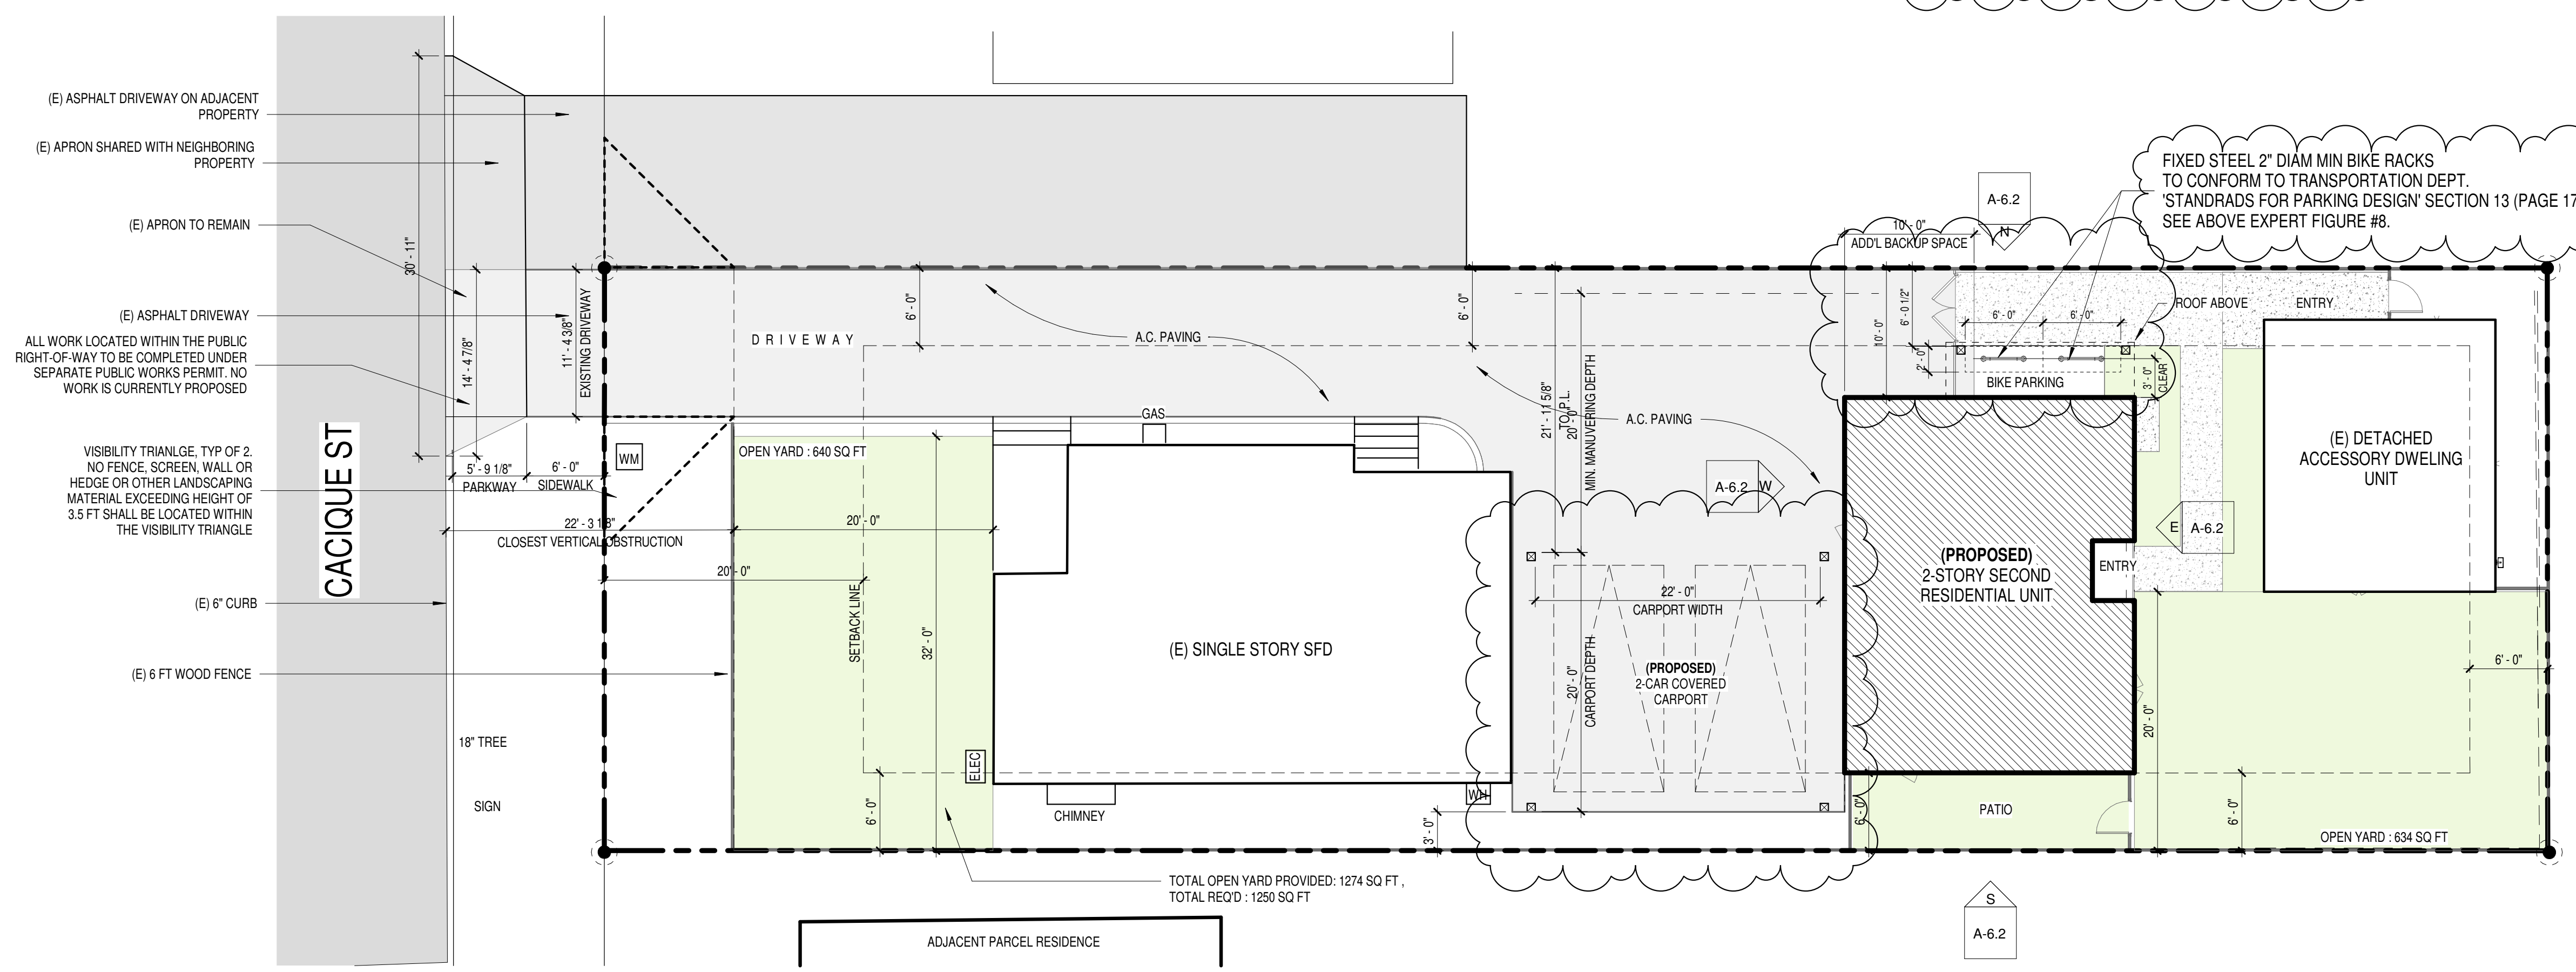 (E) ASPHALT DRIVEWAY ON ADJACENT
PROPERTY
(E) APRON SHARED WITH NEIGHBORING
PROPERTY
(E) APRON TO REMAIN
(E) ASPHALT DRIVEWAY
ALL WORK LOCATED WITHIN THE PUBLIC
RIGHT-OF-WAY TO BE COMPLETED UNDER
SEPARATE PUBLIC WORKS PERMIT. NO
WORK IS CURRENTLY PROPOSED
VISIBILITY TRIANLGE, TYP OF 2.
NO FENCE, SCREEN, WALL OR
HEDGE OR OTHER LANDSCAPING
MATERIAL EXCEEDING HEIGHT OF
3.5 FT SHALL BE LOCATED WITHIN
THE VISIBILITY TRIANGLE
(E) 6" CURB
(E) 6 FT WOOD FENCE
CACIQUE ST
30' - 11"
14' - 4 7/8"
11' - 4 3/8"
EXISTING DRIVEWAY
5' - 9 1/8"
PARKWAY
6' - 0"
SIDEWALK
WM
22' - 3 1/8"
CLOSEST VERTICAL OBSTRUCTION
20' - 0"
20' - 0"
SETBACK LINE
32' - 0"
6' - 0"
18" TREE
SIGN
DRIVEWAY
6' - 0"
A.C. PAVING
6' - 0"
OPEN YARD : 640 SQ FT
GAS
ELEC
CHIMNEY
(E) SINGLE STORY SFD
WH
3' - 0"
TOTAL OPEN YARD PROVIDED: 1274 SQ FT ,
TOTAL REQ'D : 1250 SQ FT
ADJACENT PARCEL RESIDENCE
21' - 11 5/8"
TO P.L.
20' - 0"
MIN. MANUVERING DEPTH
A.C. PAVING
A-6.2
W
22' - 0"
CARPORT WIDTH
20' - 0"
CARPORT DEPTH
(PROPOSED)
2-CAR COVERED
CARPORT
10' - 0"
ADD'L BACKUP SPACE
A-6.2
N
10' - 0"
6' - 0 1/2"
2' - 0"
6' - 0"
6' - 0"
BIKE PARKING
3' - 0"
CLEAR
ROOF ABOVE
ENTRY
FIXED STEEL 2" DIAM MIN BIKE RACKS
TO CONFORM TO TRANSPORTATION DEPT.
'STANDRADS FOR PARKING DESIGN' SECTION 13 (PAGE 17
SEE ABOVE EXPERT FIGURE #8.
(PROPOSED)
2-STORY SECOND
RESIDENTIAL UNIT
ENTRY
E
A-6.2
(E) DETACHED
ACCESSORY DWELING
UNIT
6' - 0"
20' - 0"
6' - 0"
6' - 0"
PATIO
OPEN YARD : 634 SQ FT
S
A-6.2